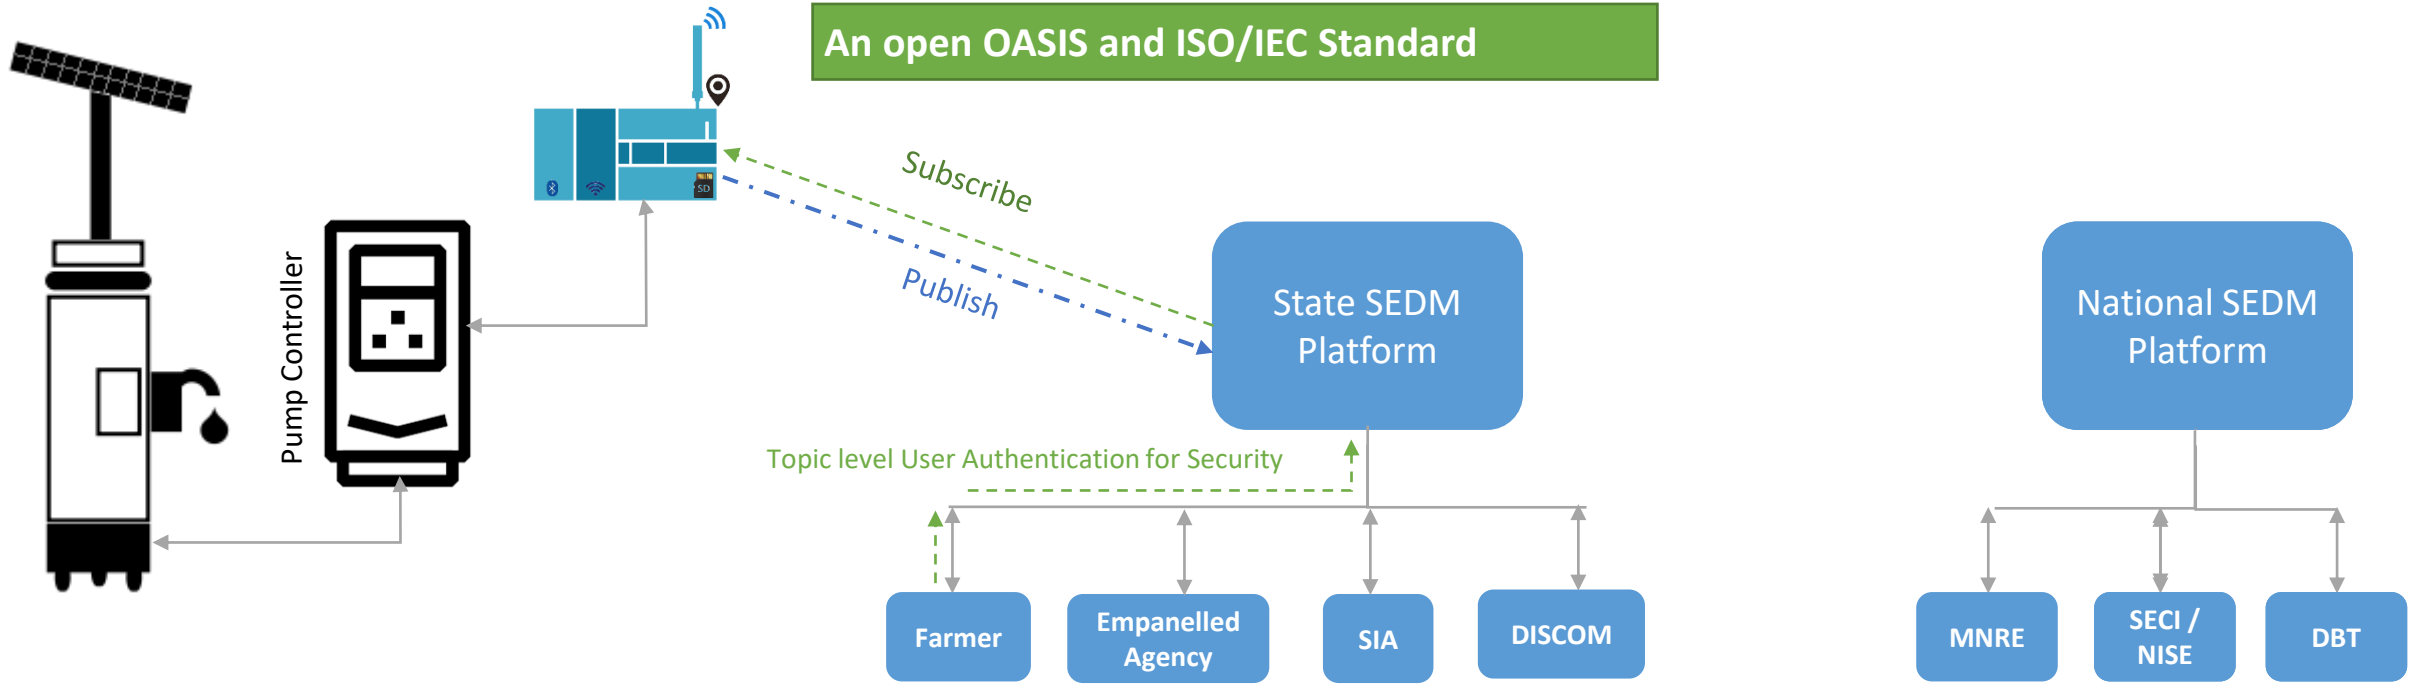 An open OASIS and ISO/IEC Standard
SD
Subscribe
Publish
Pump Controller
State SEDM
Platform
National SEDM
Platform
Topic level User Authentication for Security
Farmer
Empanelled
Agency
SIA
DISCOM
MNRE
SECI /
NISE
DBT